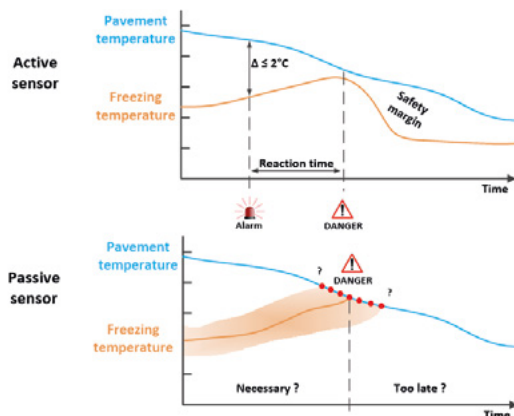 Pavement
temperature
Active
sensor
Δ ≤ 2°C
Freezing
temperature
Safety
margin
Reaction time
Time
Alarm
DANGER
Pavement
temperature
?
DANGER
?
Passive
sensor
Freezing
temperature
Necessary ?
Too late ?
Time